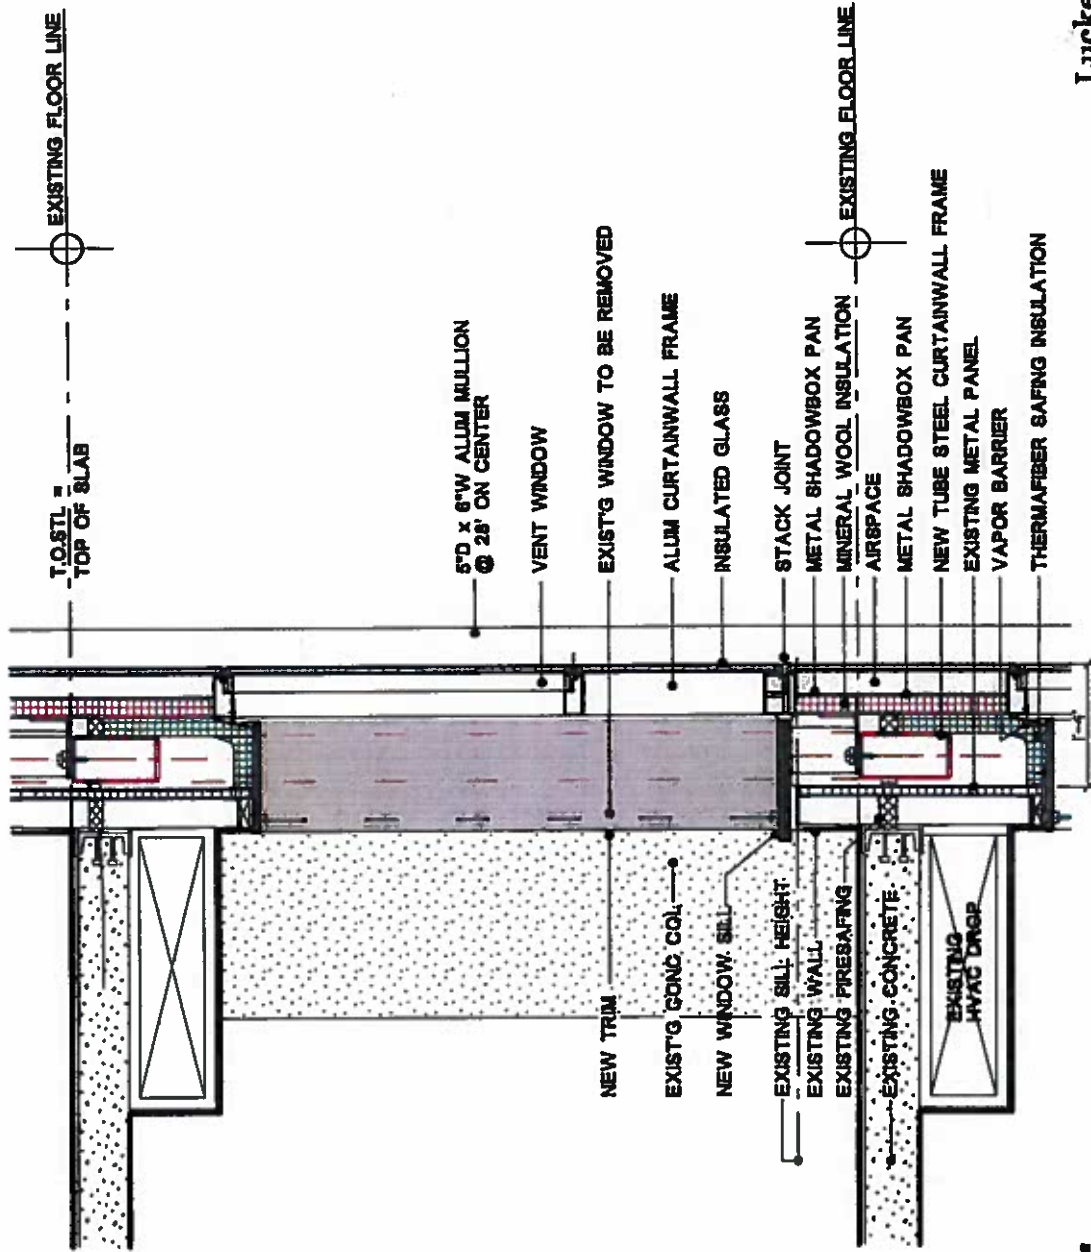 EXISTING FLOOR LINE
T.O.STL =
TOP OF SLAB
5"D x 6"W ALUM MULLION
@ 28' ON CENTER
VENT WINDOW
EXIST'G WINDOW TO BE REMOVED
ALUM CURTAINWALL FRAME
INSULATED GLASS
STACK JOINT
METAL SHADOWBOX PAN
MINERAL WOOL INSULATION
EXISTING FLOOR LINE
AIRSPACE
METAL SHADOWBOX PAN
NEW TUBE STEEL CURTAINWALL FRAME
EXISTING METAL PANEL
VAPOR BARRIER
THERMAFIBER SAFING INSULATION
NEW TRIM
EXIST'G CONC COL
NEW WINDOW SILL
EXISTING SILL HEIGHT
EXISTING WALL
EXISTING FIRESAFING
EXISTING CONCRETE
EXISTING
HVAC DROP